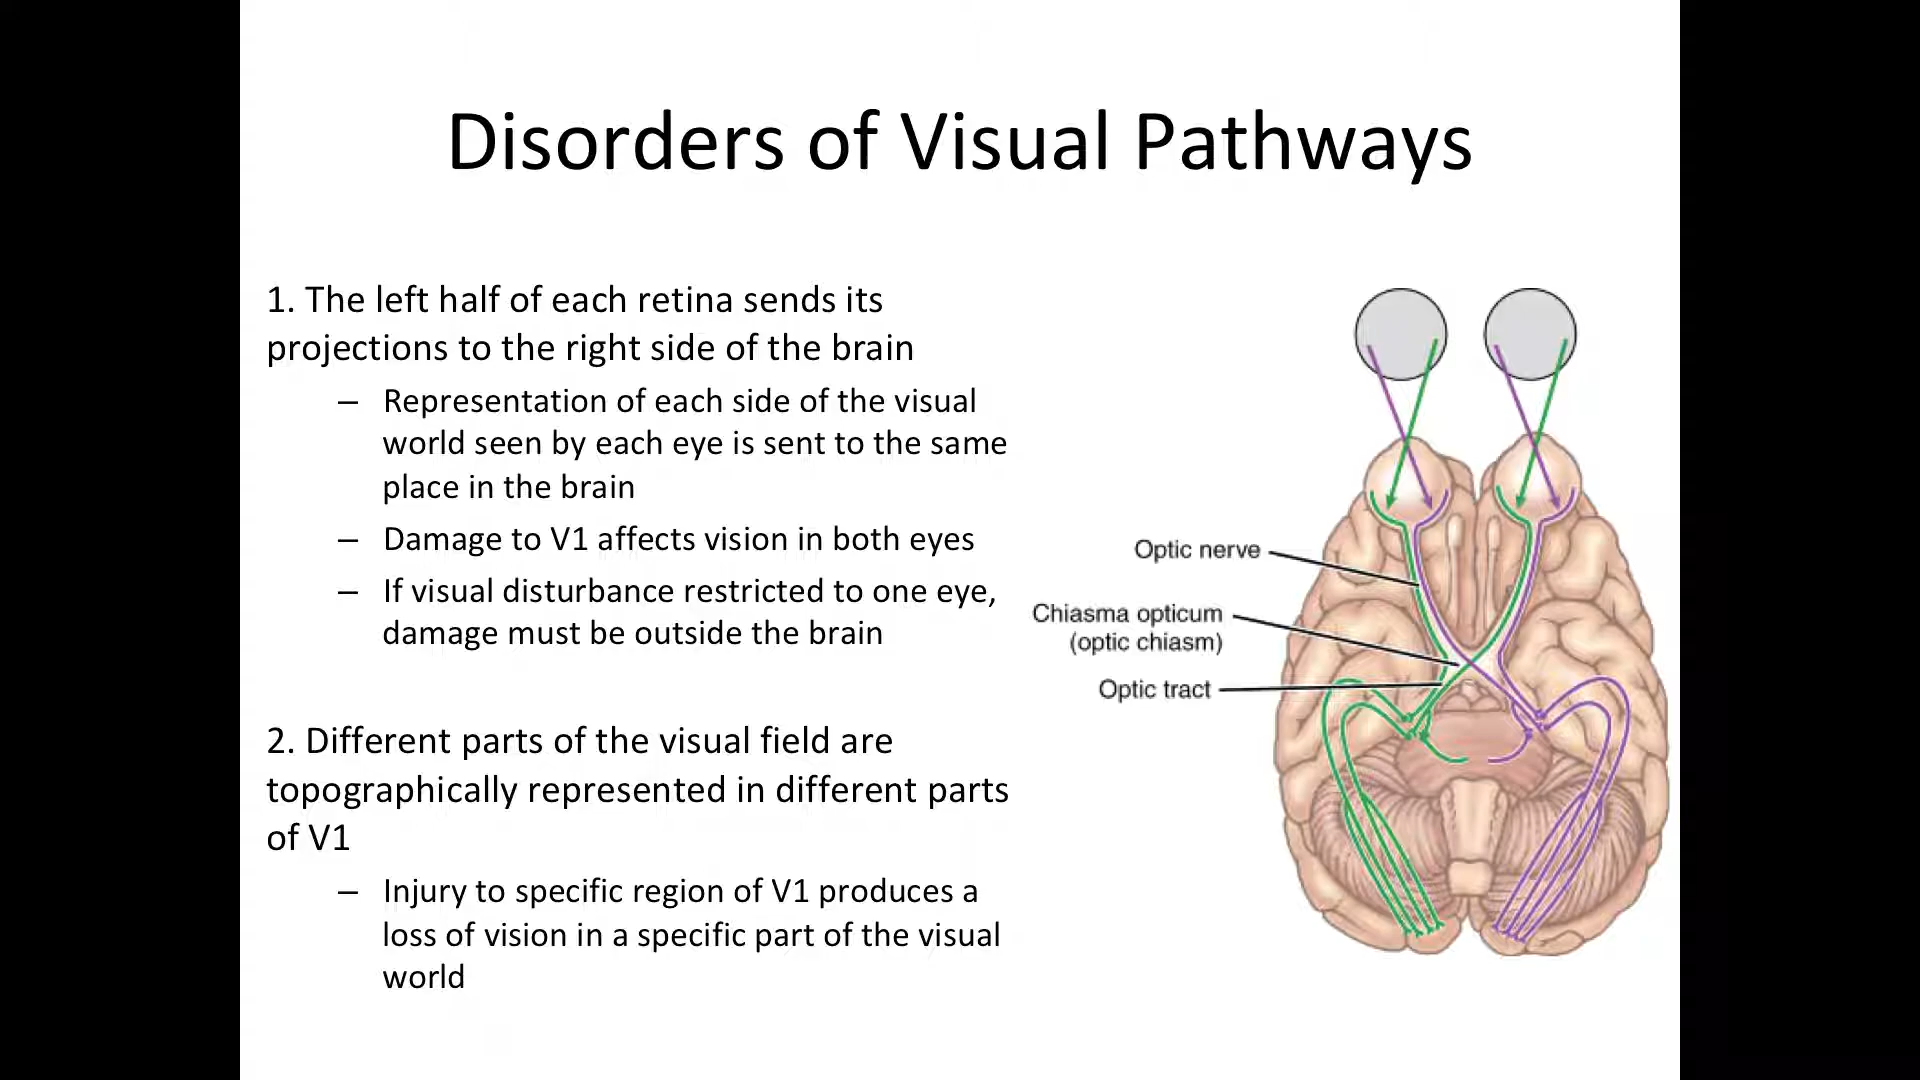 Disorders of Visual Pathways
1. The left half of each retina sends its
projections to the right side of the brain
– Representation of each side of the visual
world seen by each eye is sent to the same
place in the brain
– Damage to V1 affects vision in both eyes
– If visual disturbance restricted to one eye,
damage must be outside the brain
2. Different parts of the visual field are
topographically represented in different parts
of V1
– Injury to specific region of V1 produces a
loss of vision in a specific part of the visual
world
Optic nerve
Chiasma opticum
(optic chiasm)
Optic tract